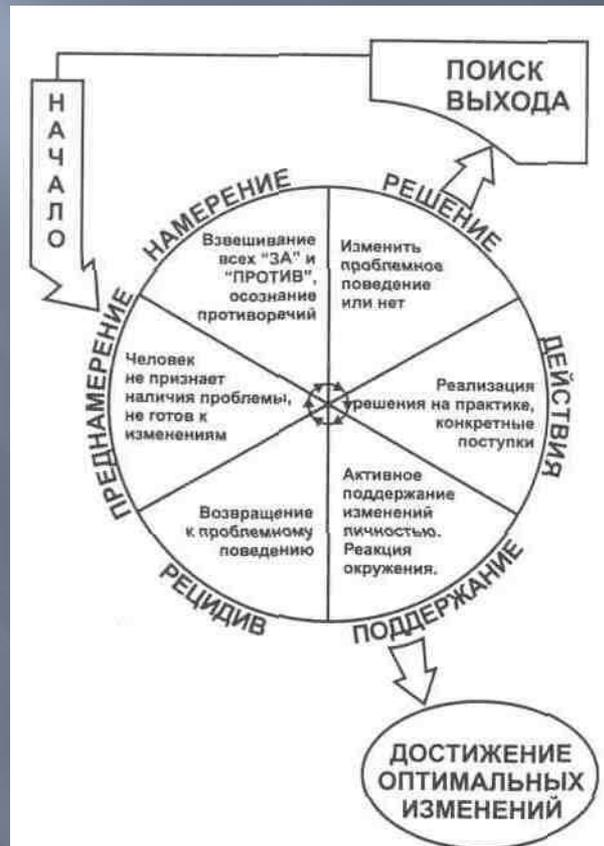 НАЧАЛО
ПОИСК
ВЫХОДА
НАМЕРЕНИЕ
РЕШЕНИЕ
Взвешивание
всех "ЗА" и
"ПРОТИВ",
осознание
противоречий
Изменить
проблемное
поведение
или нет
ПРЕДНАМЕРЕНИЕ
Человек
не признает
наличия проблемы,
не готов к
изменениям
Реализация
решения на практике,
конкретные
поступки
ДЕЙСТВИЯ
Возвращение
к проблемному
поведению
Активное
поддержание
изменений
личностью.
Реакция
окружения.
РЕЦИДИВ
ПОДДЕРЖАНИЕ
ДОСТИЖЕНИЕ
ОПТИМАЛЬНЫХ
ИЗМЕНЕНИЙ